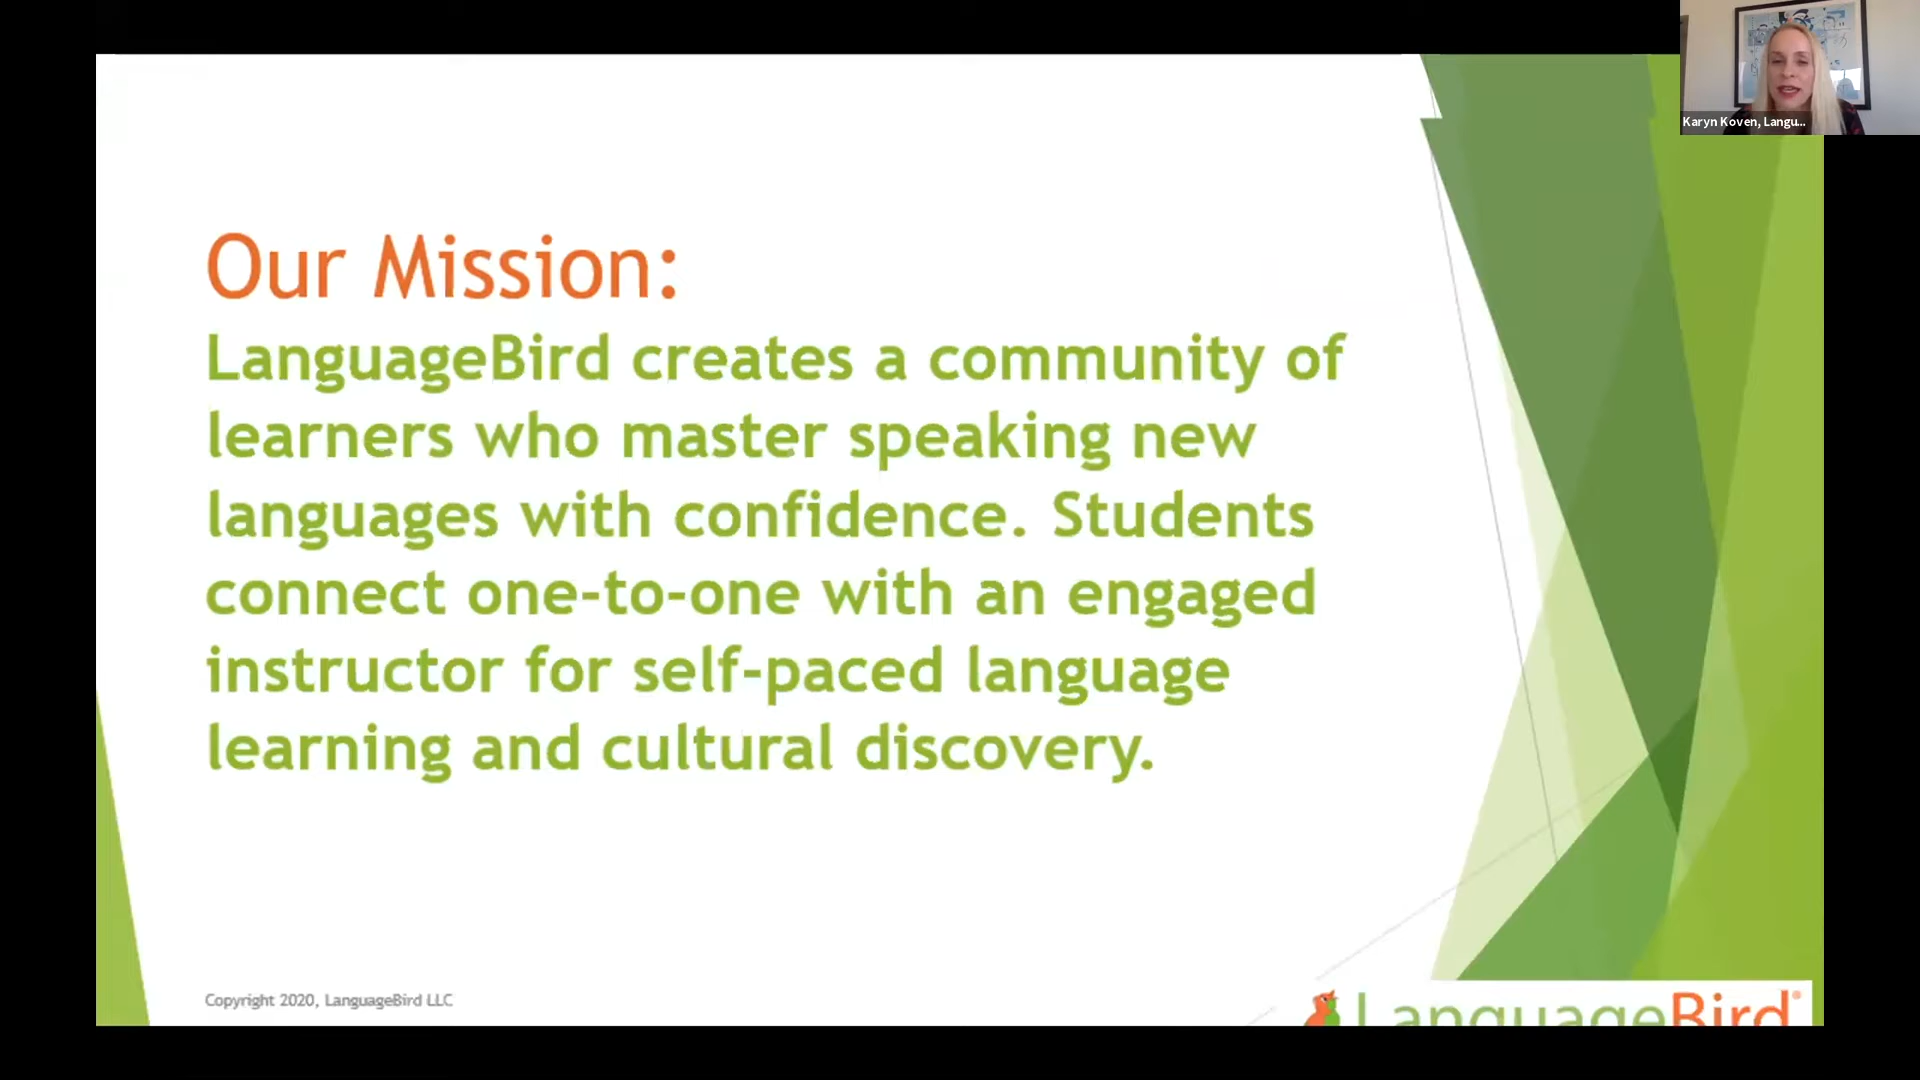 Karyn Koven, Langu...
Our Mission:
LanguageBird creates a community of
learners who master speaking new
languages with confidence. Students
connect one-to-one with an engaged
instructor for self-paced language
learning and cultural discovery.
Copyright 2020, LanguageBird LLC
LanguageBird®